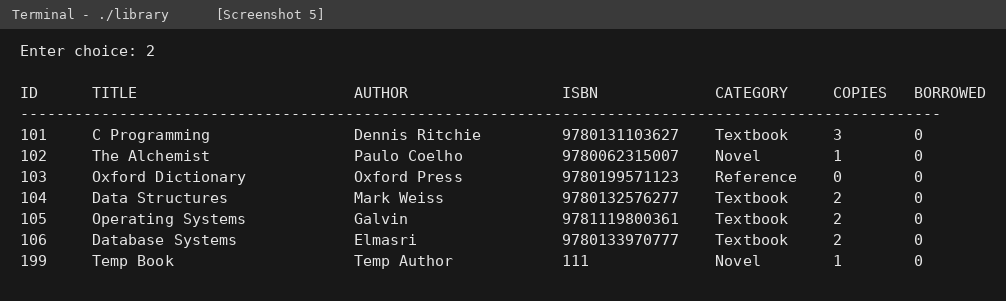 Terminal - ./library      [Screenshot 5]
Enter choice: 2
ID      TITLE                        AUTHOR                 ISBN             CATEGORY     COPIES   BORROWED
------------------------------------------------------------------------------------------------------
101     C Programming                Dennis Ritchie         9780131103627    Textbook     3        0
102     The Alchemist                Paulo Coelho           9780062315007    Novel        1        0
103     Oxford Dictionary            Oxford Press           9780199571123    Reference    0        0
104     Data Structures              Mark Weiss             9780132576277    Textbook     2        0
105     Operating Systems            Galvin                 9781119800361    Textbook     2        0
106     Database Systems             Elmasri                9780133970777    Textbook     2        0
199     Temp Book                    Temp Author            111              Novel        1        0